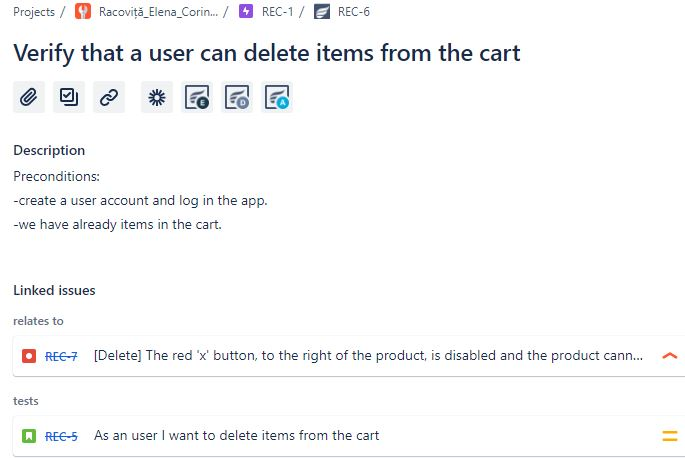 Projects / Racoviță_Elena_Corin... / REC-1 / REC-6
Verify that a user can delete items from the cart
E D A
Description
Preconditions:
-create a user account and log in the app.
-we have already items in the cart.
Linked issues
relates to
REC-7 [Delete] The red 'x' button, to the right of the product, is disabled and the product cann...
tests
REC-5 As an user I want to delete items from the cart